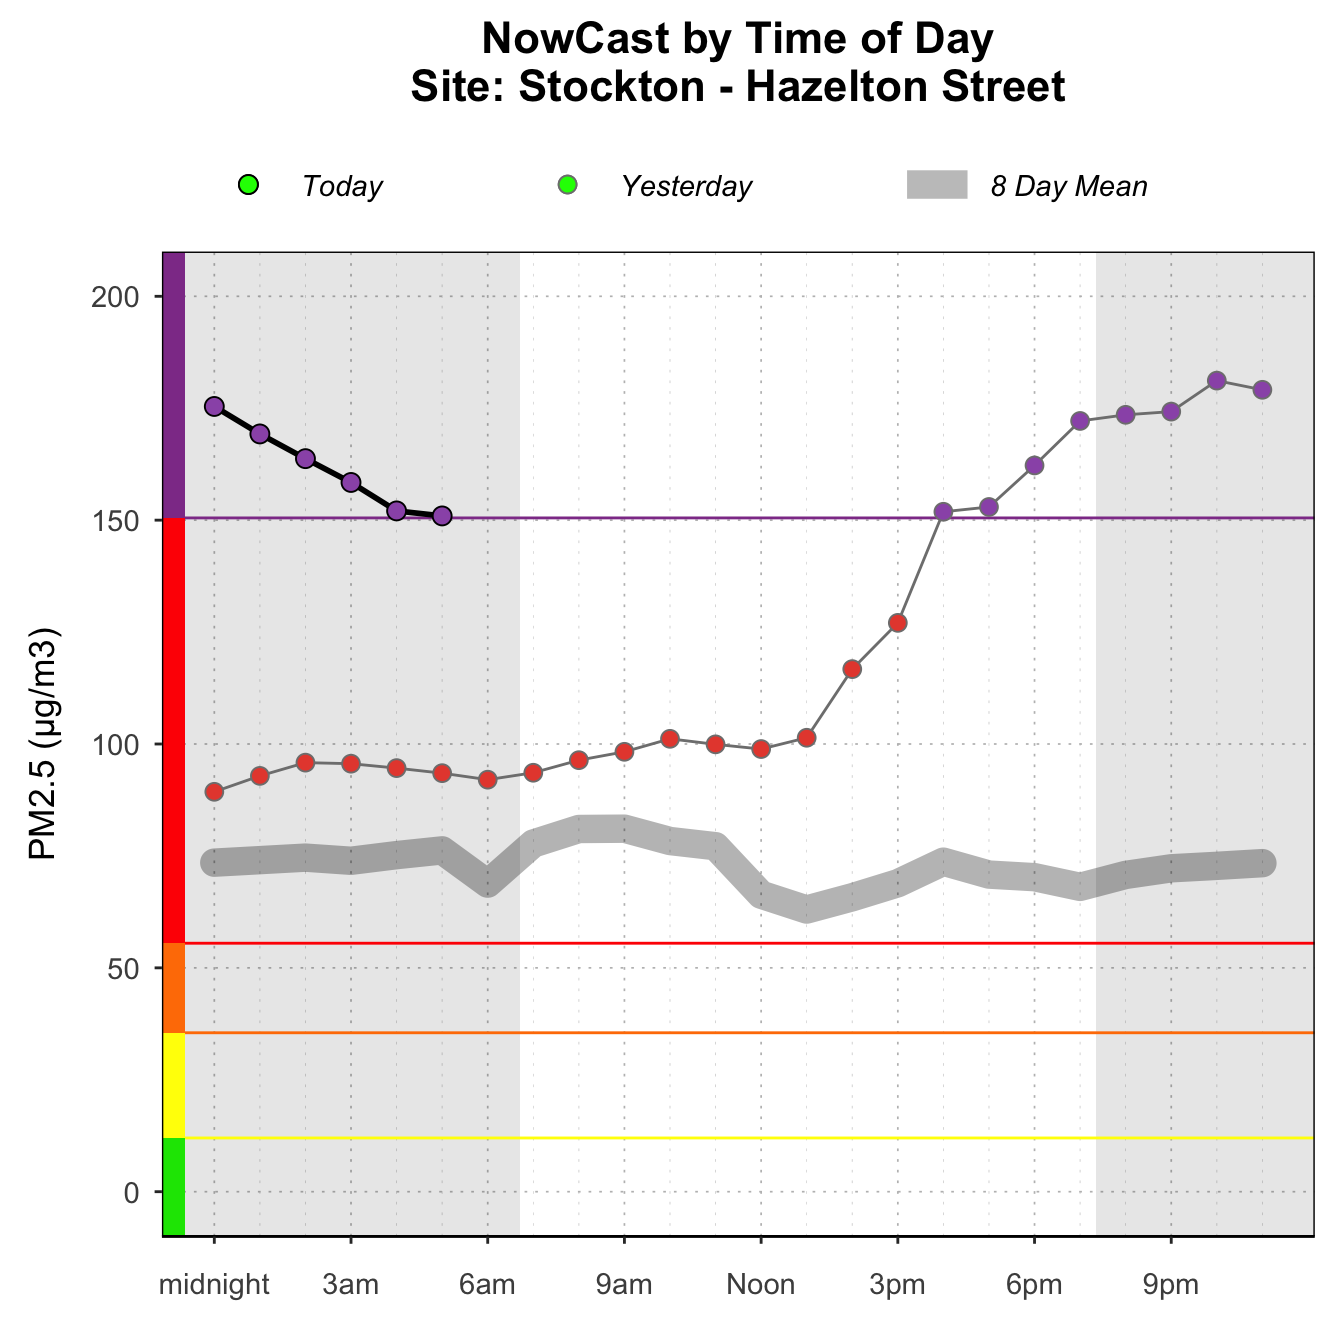 NowCast by Time of Day
Site: Stockton - Hazelton Street
Today Yesterday 8 Day Mean
PM2.5 (µg/m3)
200
150
100
50
0
midnight 3am 6am 9am Noon 3pm 6pm 9pm